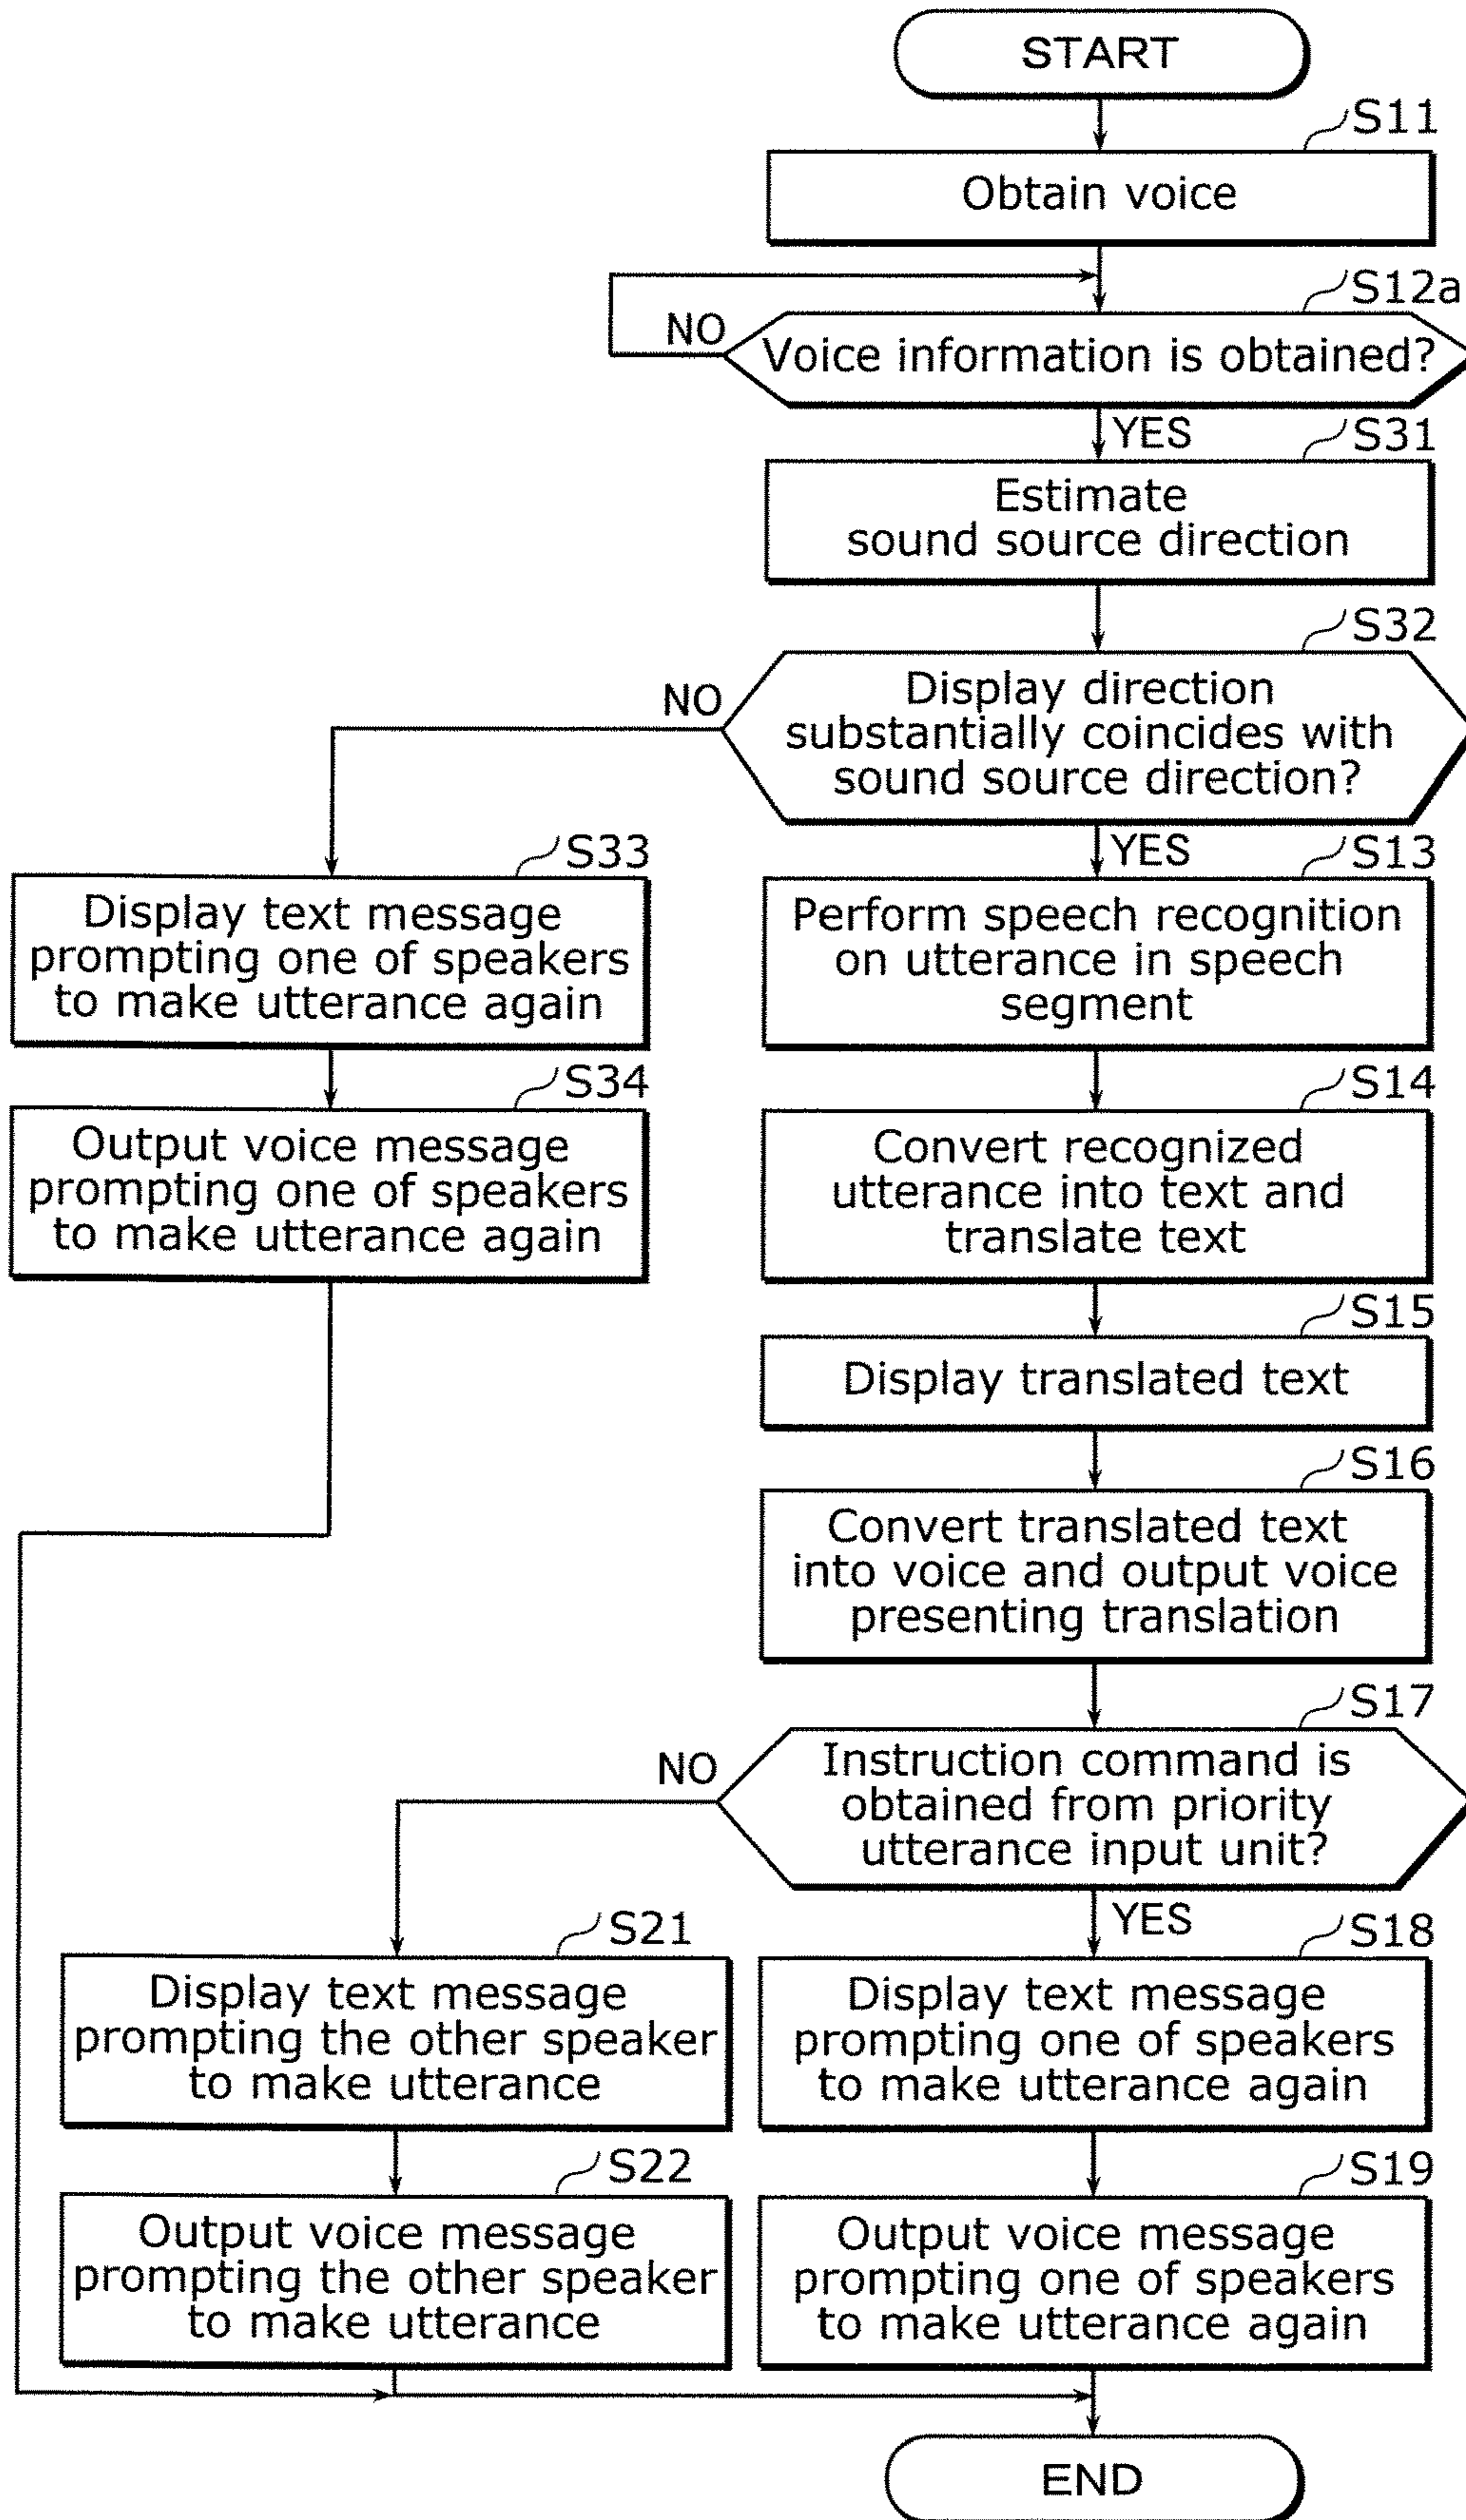 START
S11
Obtain voice
S12a
NO
Voice information is obtained?
YES
S31
Estimate
sound source direction
S32
NO
Display direction
substantially coincides with
sound source direction?
YES
S33
Display text message
prompting one of speakers
to make utterance again
S13
Perform speech recognition
on utterance in speech
segment
S34
Output voice message
prompting one of speakers
to make utterance again
S14
Convert recognized
utterance into text and
translate text
S15
Display translated text
S16
Convert translated text
into voice and output voice
presenting translation
S17
NO
Instruction command is
obtained from priority
utterance input unit?
YES
S21
Display text message
prompting the other speaker
to make utterance
S18
Display text message
prompting one of speakers
to make utterance again
S22
Output voice message
prompting the other speaker
to make utterance
S19
Output voice message
prompting one of speakers
to make utterance again
END